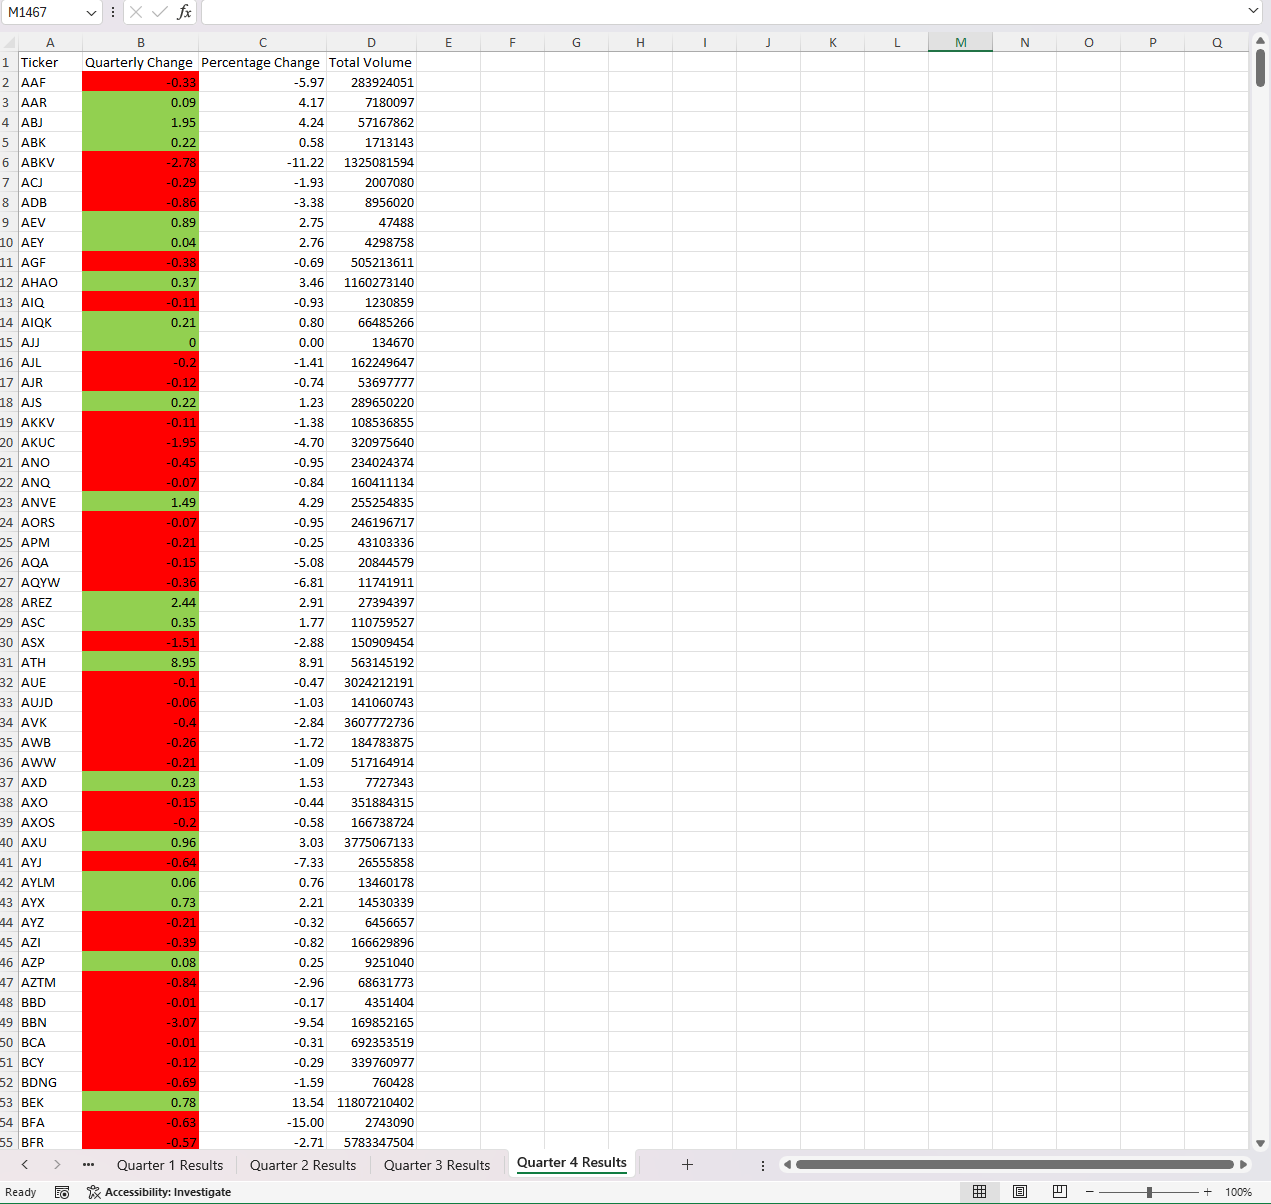 M1467 fx
A B C D E F G H I J K L M N O P Q
1 Ticker Quarterly Change Percentage Change Total Volume
2 AAF -0.33 -5.97 283924051
3 AAR 0.09 4.17 7180097
4 ABJ 1.95 4.24 57167862
5 ABK 0.22 0.58 1713143
6 ABKV -2.78 -11.22 1325081594
7 ACJ -0.29 -1.93 2007080
8 ADB -0.86 -3.38 8956020
9 AEV 0.89 2.75 47488
10 AEY 0.04 2.76 4298758
11 AGF -0.38 -0.69 505213611
12 AHAO 0.37 3.46 1160273140
13 AIQ -0.11 -0.93 1230859
14 AIQK 0.21 0.80 66485266
15 AJJ 0 0.00 134670
16 AJL -0.2 -1.41 162249647
17 AJR -0.12 -0.74 53697777
18 AJS 0.22 1.23 289650220
19 AKKV -0.11 -1.38 108536855
20 AKUC -1.95 -4.70 320975640
21 ANO -0.45 -0.95 234024374
22 ANQ -0.07 -0.84 160411134
23 ANVE 1.49 4.29 255254835
24 AORS -0.07 -0.95 246196717
25 APM -0.21 -0.25 43103336
26 AQA -0.15 -5.08 20844579
27 AQYW -0.36 -6.81 11741911
28 AREZ 2.44 2.91 27394397
29 ASC 0.35 1.77 110759527
30 ASX -1.51 -2.88 150909454
31 ATH 8.95 8.91 563145192
32 AUE -0.1 -0.47 3024212191
33 AUJD -0.06 -1.03 141060743
34 AVK -0.4 -2.84 3607772736
35 AWB -0.26 -1.72 184783875
36 AWW -0.21 -1.09 517164914
37 AXD 0.23 1.53 7727343
38 AXO -0.15 -0.44 351884315
39 AXOS -0.2 -0.58 166738724
40 AXU 0.96 3.03 3775067133
41 AYJ -0.64 -7.33 26555858
42 AYLM 0.06 0.76 13460178
43 AYX 0.73 2.21 14530339
44 AYZ -0.21 -0.32 6456657
45 AZI -0.39 -0.82 166629896
46 AZP 0.08 0.25 9251040
47 AZTM -0.84 -2.96 68631773
48 BBD -0.01 -0.17 4351404
49 BBN -3.07 -9.54 169852165
50 BCA -0.01 -0.31 692353519
51 BCY -0.12 -0.29 339760977
52 BDNG -0.69 -1.59 760428
53 BEK 0.78 13.54 11807210402
54 BFA -0.63 -15.00 2743090
55 BFR -0.57 -2.71 5783347504
Quarter 1 Results Quarter 2 Results Quarter 3 Results Quarter 4 Results
Ready Accessibility: Investigate 100%